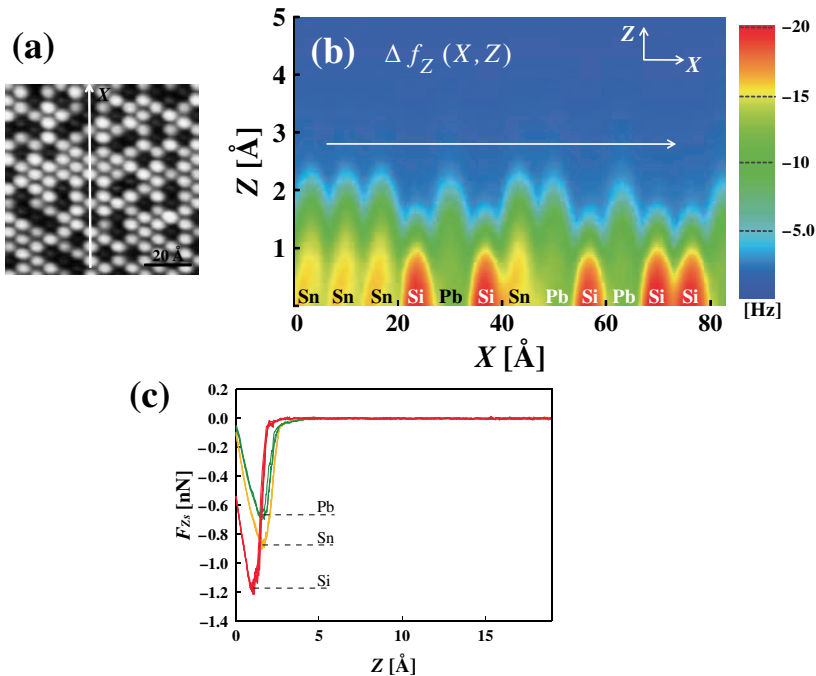 (a)
X
20 Å
(b)
Δf_Z (X, Z)
Z
X
Z [Å]
5
4
3
2
1
Sn Sn Sn Si Pb Si Sn Pb Si Pb Si Si
0 20 40 60 80
X [Å]
−20
−15
−10
−5.0
[Hz]
(c)
F_Zs [nN]
0.2
0.0
−0.2
−0.4
−0.6
−0.8
−1.0
−1.2
−1.4
Pb
Sn
Si
0 5 10 15
Z [Å]